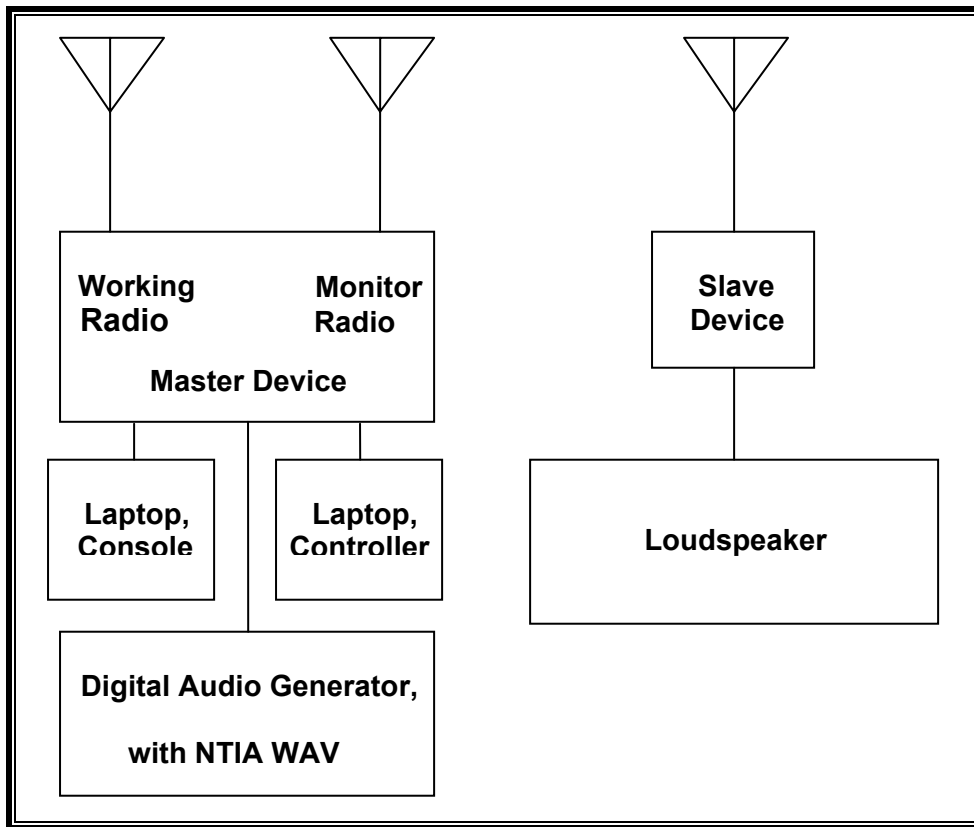 Working
Radio
Monitor
Radio
Master Device
Slave
Device
Laptop,
Console
Laptop,
Controller
Loudspeaker
Digital Audio Generator,
with NTIA WAV